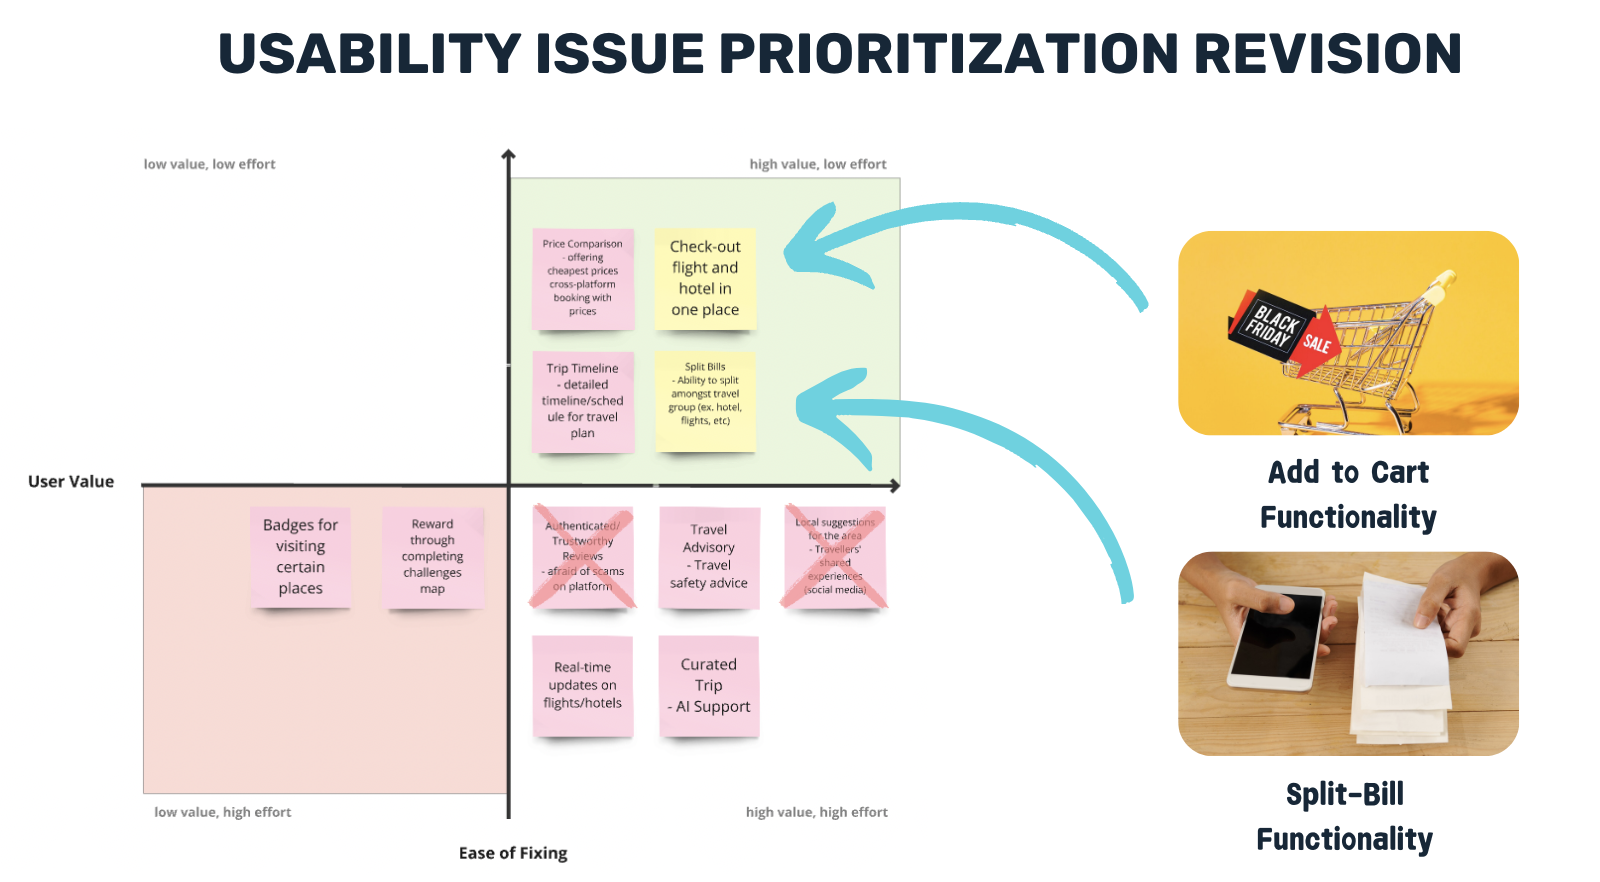 USABILITY ISSUE PRIORITIZATION REVISION
low value, low effort
high value, low effort
Price Comparison
- offering
cheapest prices
cross-platform
booking with
prices
Check-out
flight and
hotel in
one place
Trip Timeline
- detailed
timeline/sched
ule for travel
plan
Split Bills
- Ability to split
amongst travel
group (ex. hotel,
flights, etc)
BLACK
FRIDAY
SALE
Add to Cart
Functionality
User Value
Badges for
visiting
certain
places
Reward
through
completing
challenges
map
Authenticated/
Trustworthy
Reviews
- afraid of scams
on platform
Travel
Advisory
- Travel
safety advice
Local suggestions
for the area
- Travellers'
shared
experiences
(social media)
Real-time
updates on
flights/hotels
Curated
Trip
- AI Support
low value, high effort
high value, high effort
Ease of Fixing
Split-Bill
Functionality